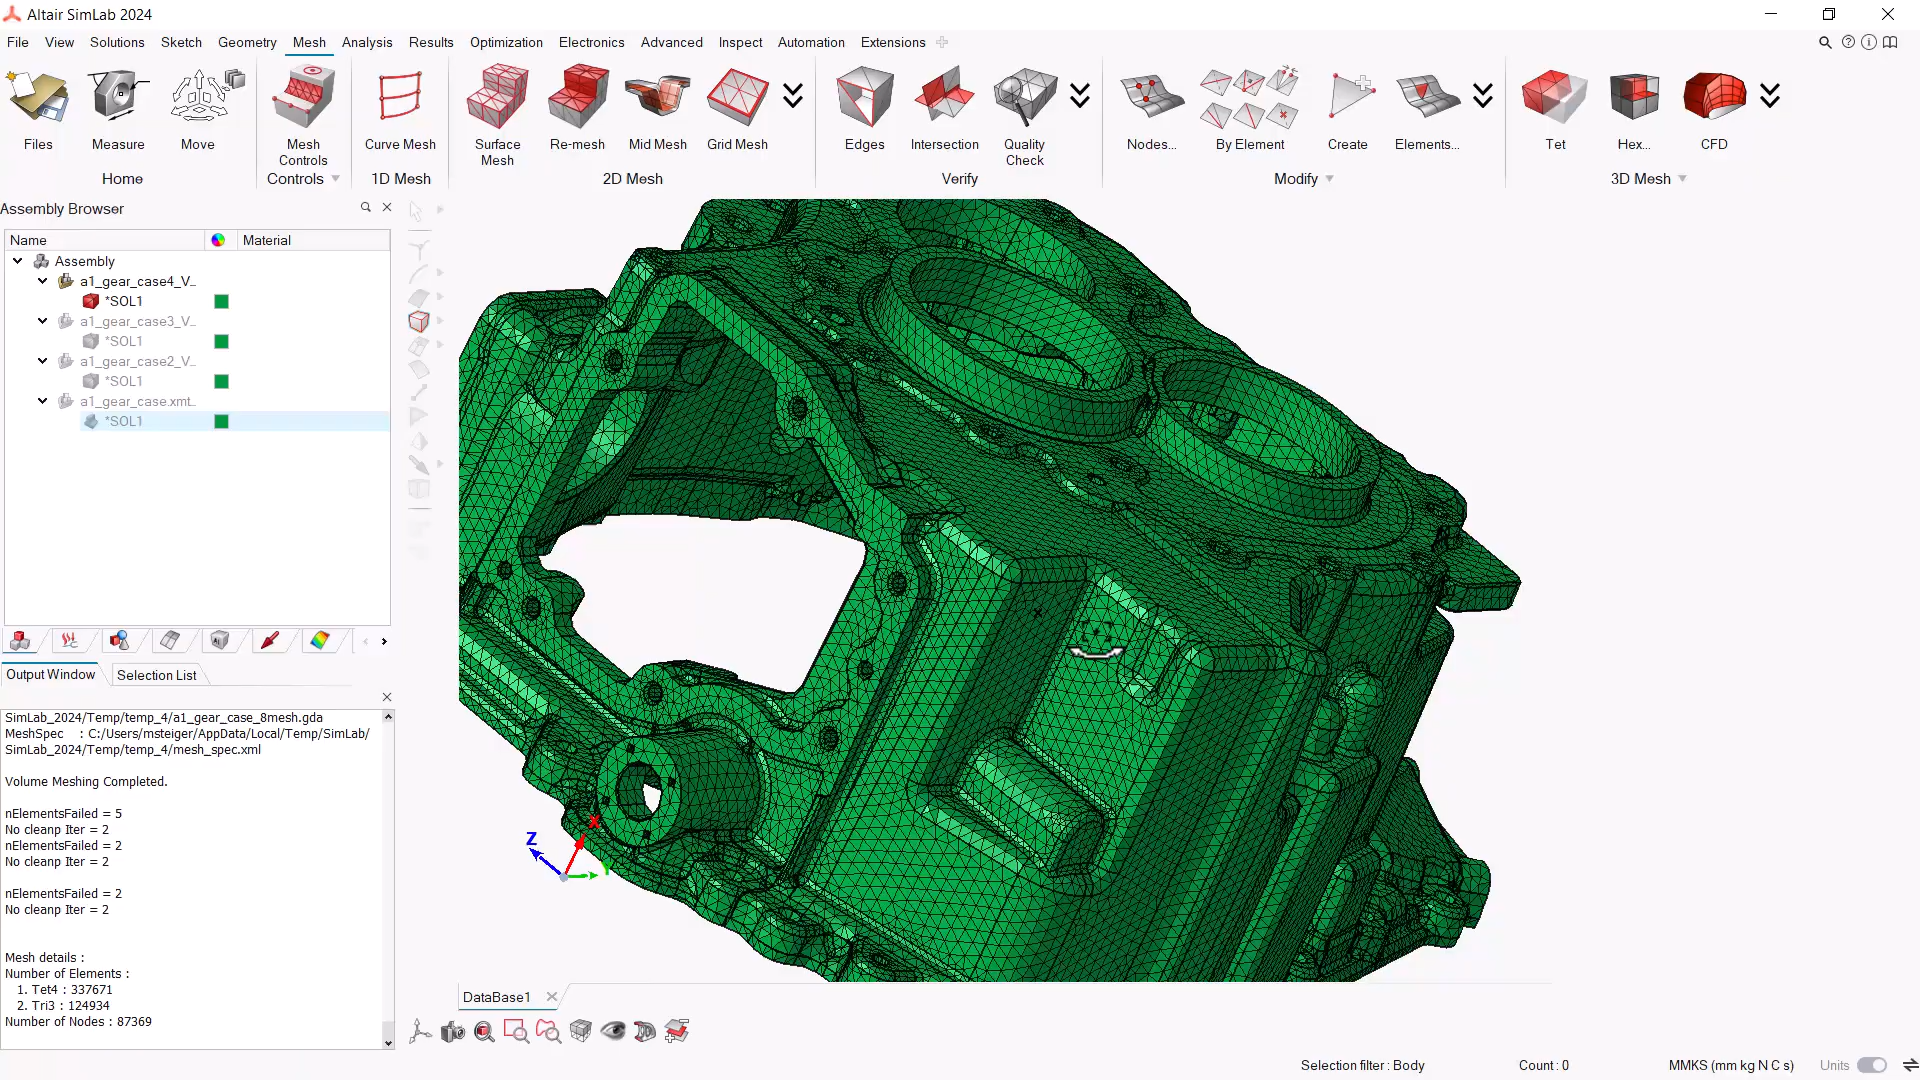 Altair SimLab 2024
File View Solutions Sketch Geometry Mesh Analysis Results Optimization Electronics Advanced Inspect Automation Extensions
Files Measure Move Mesh Controls Curve Mesh Surface Mesh Re-mesh Mid Mesh Grid Mesh Edges Intersection Quality Check Nodes... By Element Create Elements... Tet Hex... CFD
Home Controls 1D Mesh 2D Mesh Verify Modify 3D Mesh
Assembly Browser
Name Material
Assembly
a1_gear_case4_V...
*SOL1
a1_gear_case3_V...
*SOL1
a1_gear_case2_V...
*SOL1
a1_gear_case.xmt...
*SOL1
Output Window Selection List
SimLab_2024/Temp/temp_4/a1_gear_case_8mesh.gda
MeshSpec : C:/Users/msteiger/AppData/Local/Temp/SimLab/
SimLab_2024/Temp/temp_4/mesh_spec.xml
Volume Meshing Completed.
nElementsFailed = 5
No cleanp Iter = 2
nElementsFailed = 2
No cleanp Iter = 2
nElementsFailed = 2
No cleanp Iter = 2
Mesh details :
Number of Elements :
1. Tet4 : 337671
2. Tri3 : 124934
Number of Nodes : 87369
X
Z
Y
DataBase1
Selection filter : Body Count : 0 MMKS (mm kg N C s) Units